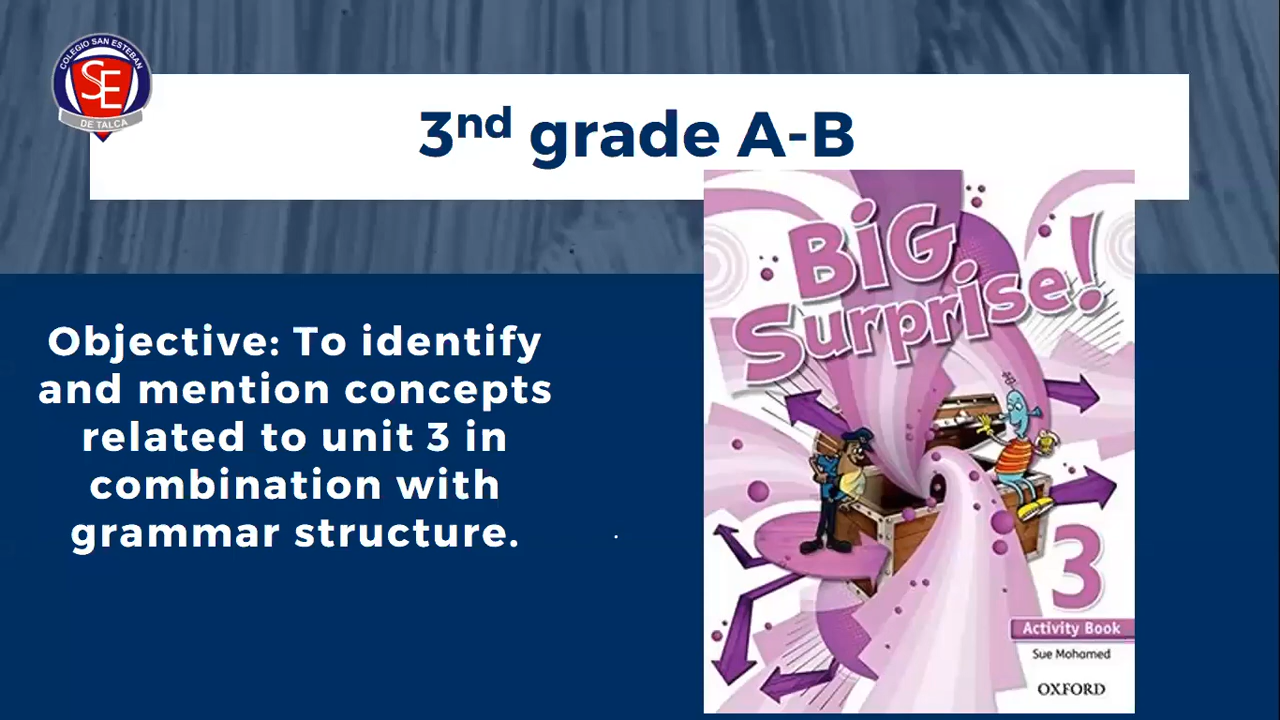 COLEGIO SAN ESTEBAN
SE
DE TALCA
3nd grade A-B
Objective: To identify
and mention concepts
related to unit 3 in
combination with
grammar structure.
BiG
Surprise!
3
Activity Book
Sue Mohamed
OXFORD